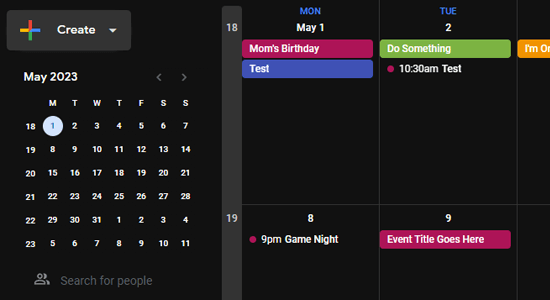 Create
May 2023
M T W T F S S
18 1 2 3 4 5 6 7
19 8 9 10 11 12 13 14
20 15 16 17 18 19 20 21
21 22 23 24 25 26 27 28
22 29 30 31 1 2 3 4
23 5 6 7 8 9 10 11
Search for people
MON TUE
18 May 1 2
Mom's Birthday Do Something I'm O
Test 10:30am Test
19 8 9
9pm Game Night Event Title Goes Here